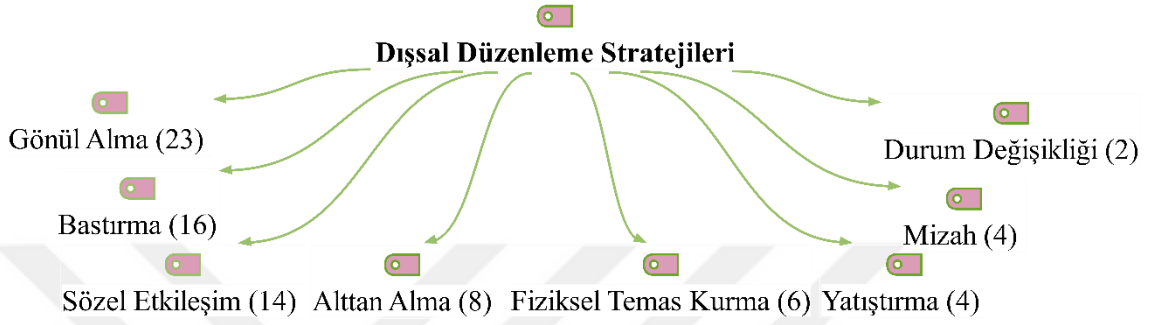 Dışsal Düzenleme Stratejileri
Gönül Alma (23)
Durum Değişikliği (2)
Bastırma (16)
Mizah (4)
Sözel Etkileşim (14)
Alttan Alma (8)
Fiziksel Temas Kurma (6)
Yatıştırma (4)